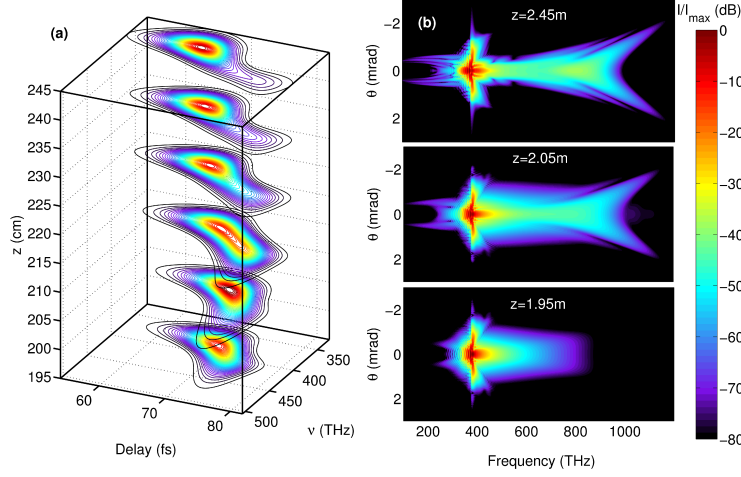 (a)
245
240
235
230
225
220
215
210
205
200
195
z (cm)
60
70
80
Delay (fs)
500
450
400
350
ν (THz)
(b)
z=2.45m
−2
0
2
θ (mrad)
z=2.05m
−2
0
2
θ (mrad)
z=1.95m
−2
0
2
θ (mrad)
200 400 600 800 1000
Frequency (THz)
I/Imax (dB)
0
−10
−20
−30
−40
−50
−60
−70
−80